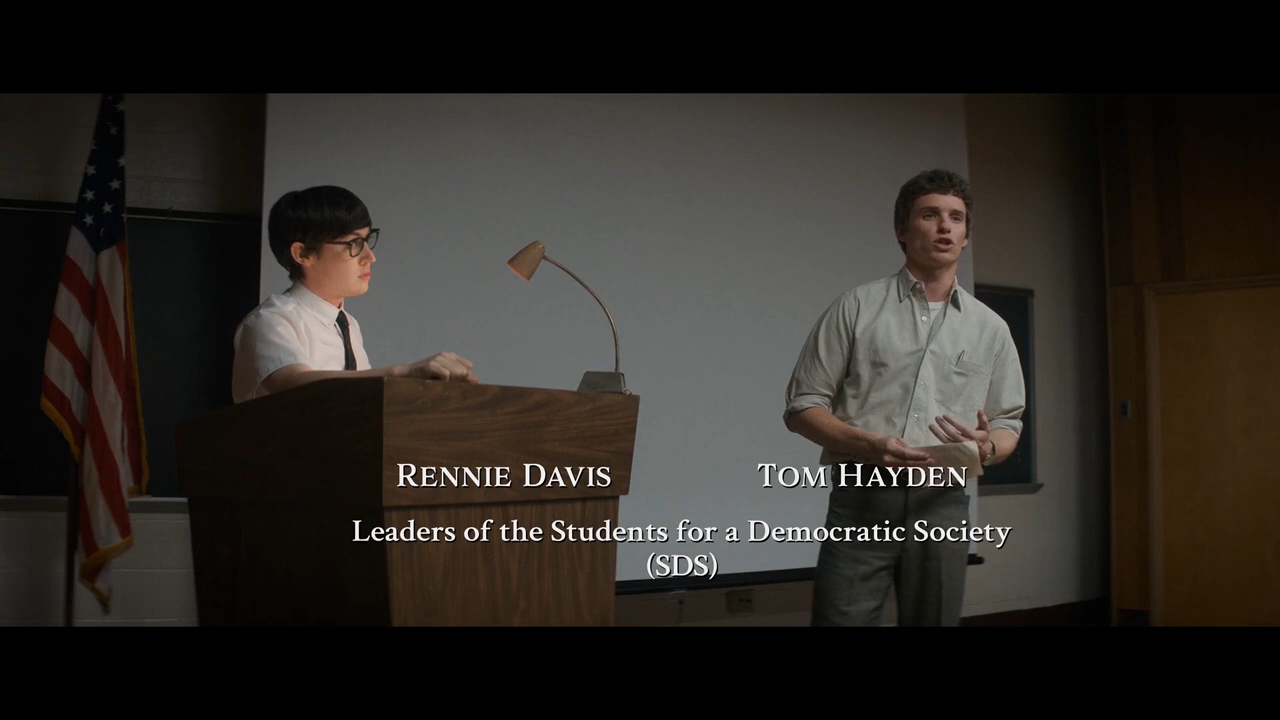 RENNIE DAVIS TOM HAYDEN
Leaders of the Students for a Democratic Society
(SDS)